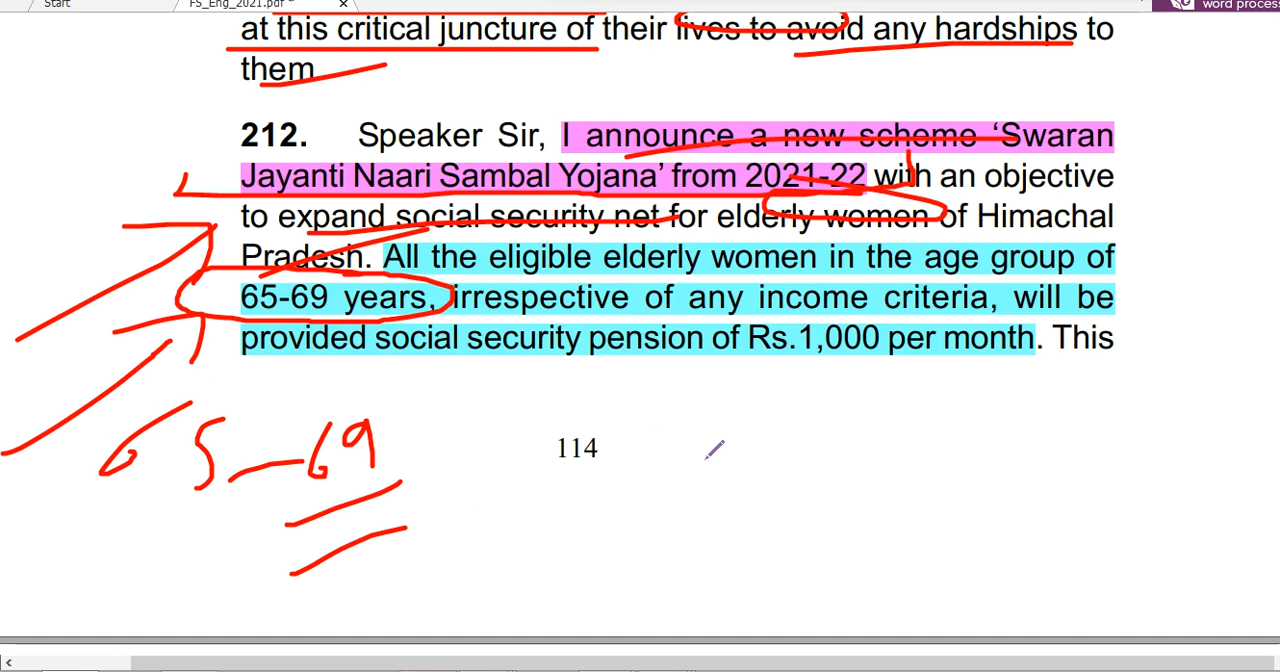 Start
FS_Eng_2021.pdf *
word process
at this critical juncture of their lives to avoid any hardships to
them
212. Speaker Sir, I announce a new scheme ‘Swaran
Jayanti Naari Sambal Yojana’ from 2021-22 with an objective
to expand social security net for elderly women of Himachal
Pradesh. All the eligible elderly women in the age group of
65-69 years, irrespective of any income criteria, will be
provided social security pension of Rs.1,000 per month. This
65-69
114